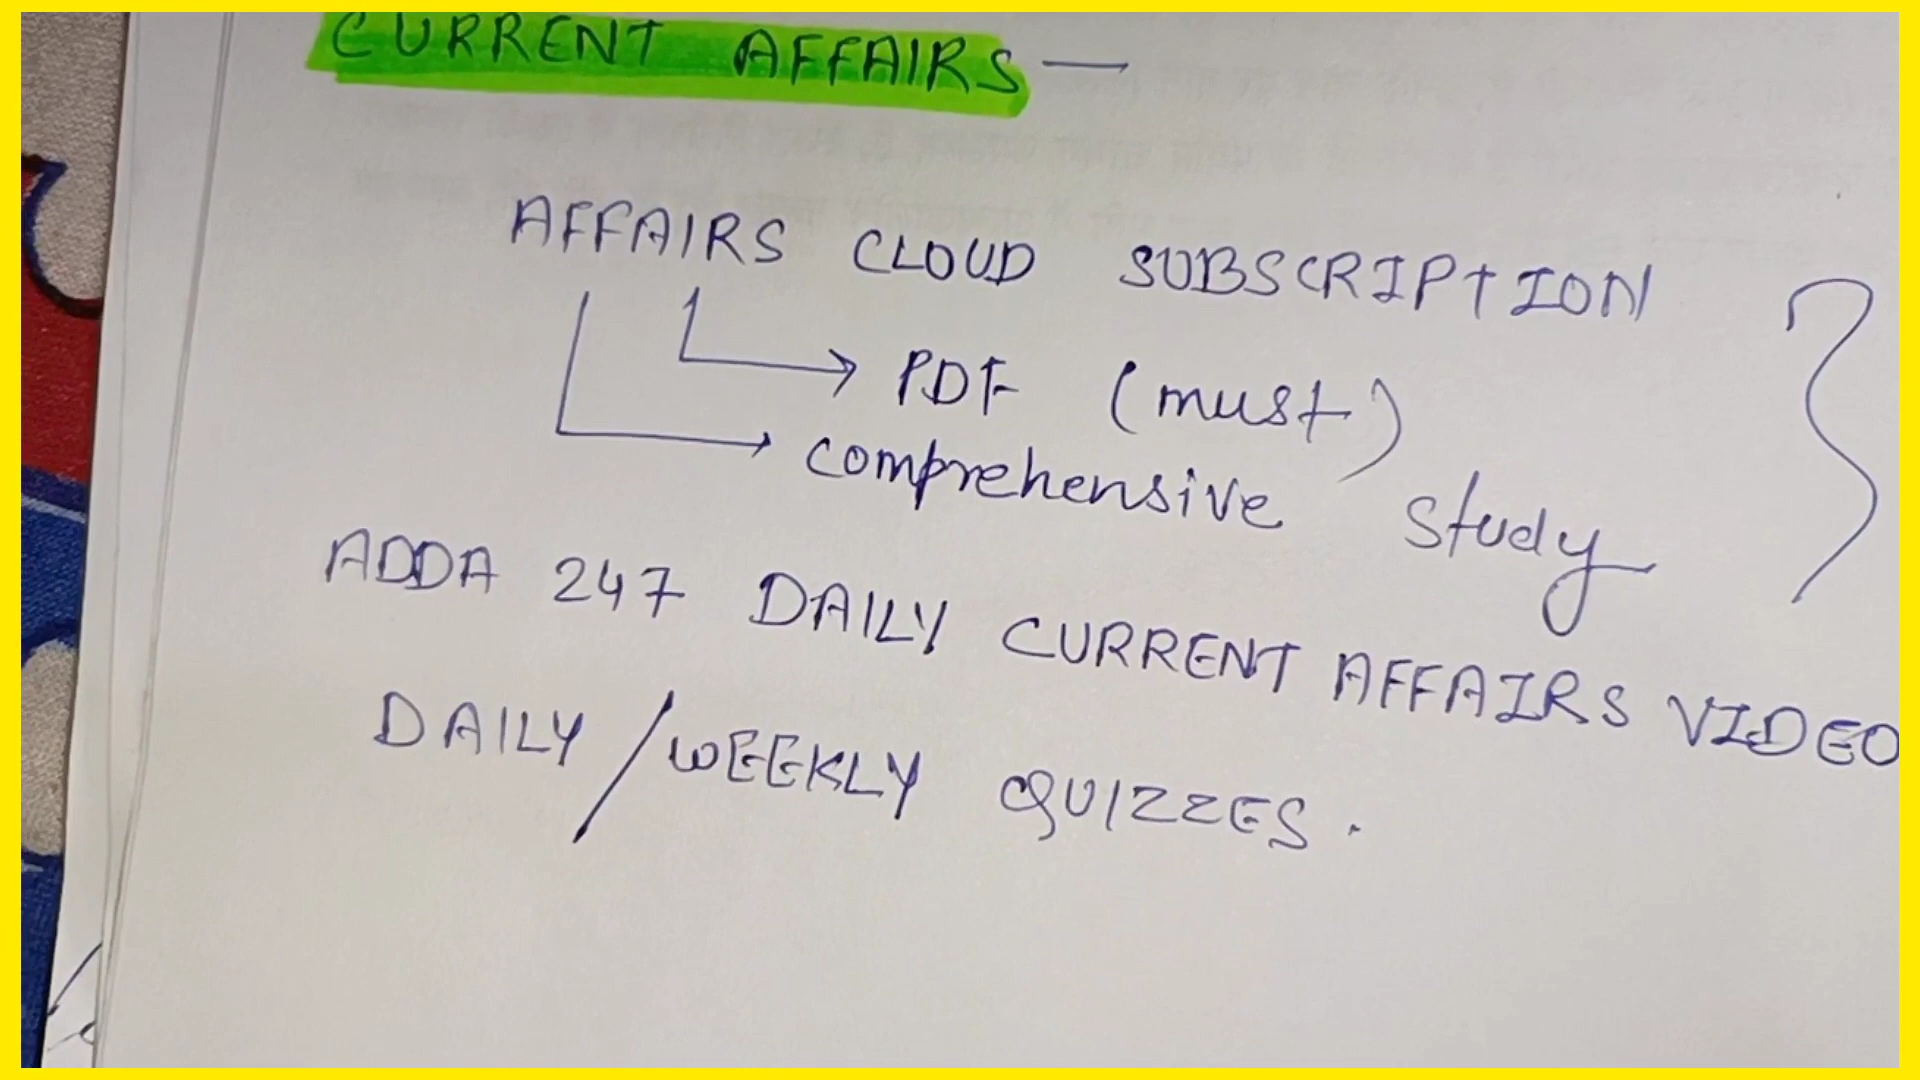 CURRENT AFFAIRS —
AFFAIRS CLOUD SUBSCRIPTION
→ PDF (must)
→ comprehensive study
ADDA 247 DAILY CURRENT AFFAIRS VIDEO
DAILY / WEEKLY QUIZZES.